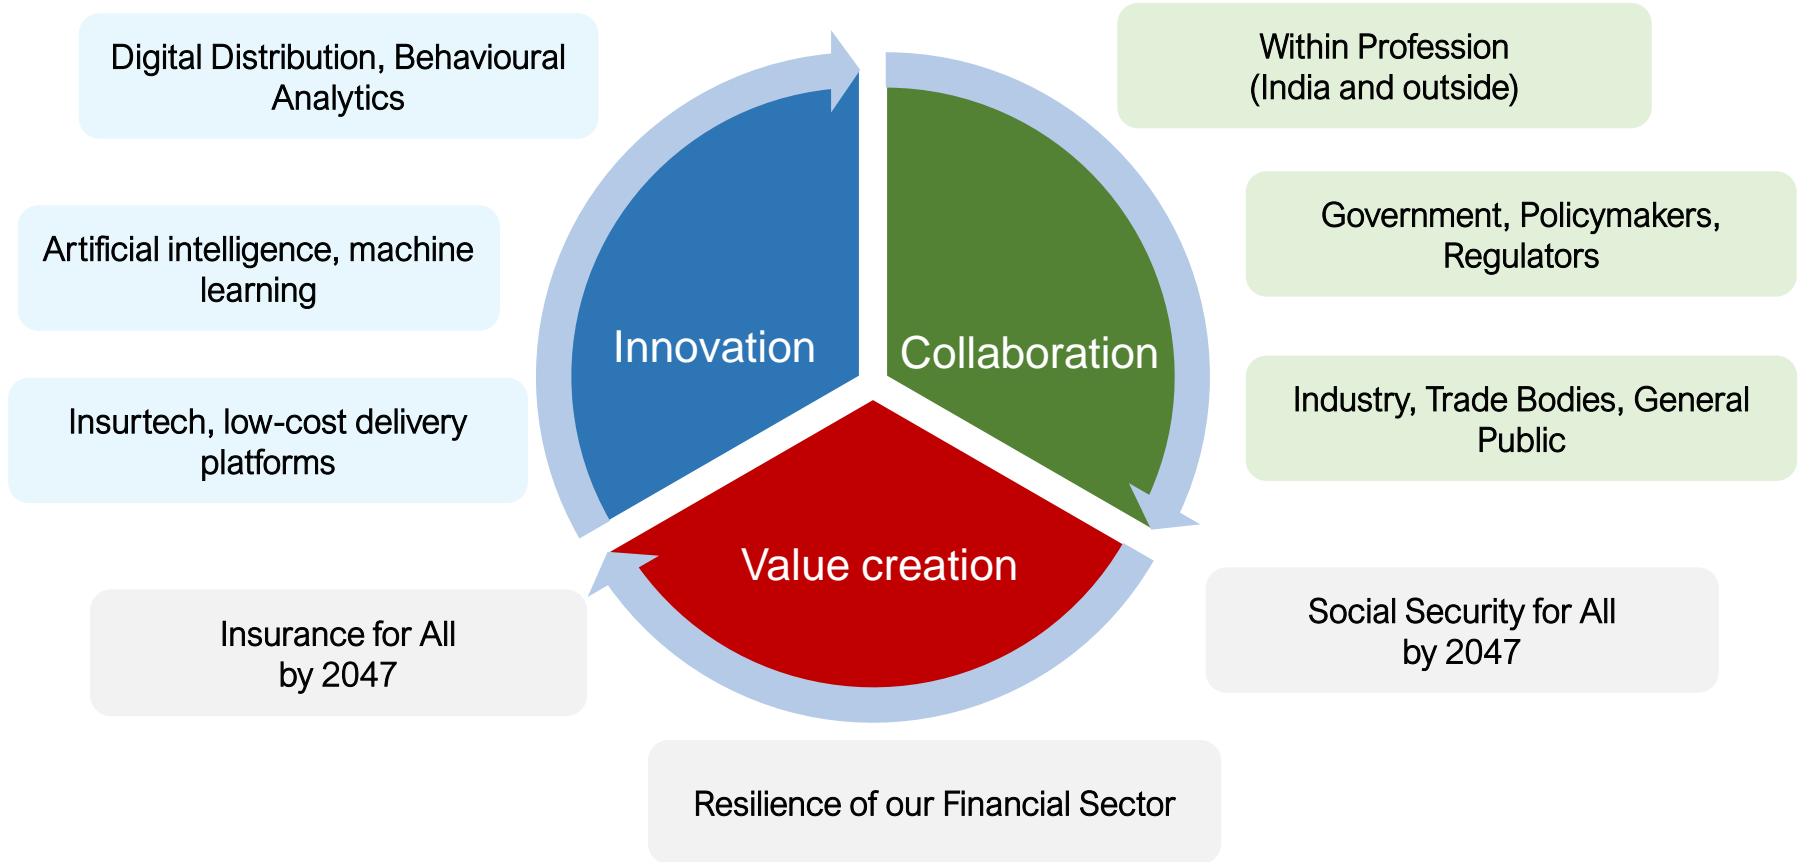 Digital Distribution, Behavioural
Analytics
Artificial intelligence, machine
learning
Insurtech, low-cost delivery
platforms
Innovation
Collaboration
Value creation
Within Profession
(India and outside)
Government, Policymakers,
Regulators
Industry, Trade Bodies, General
Public
Insurance for All
by 2047
Social Security for All
by 2047
Resilience of our Financial Sector